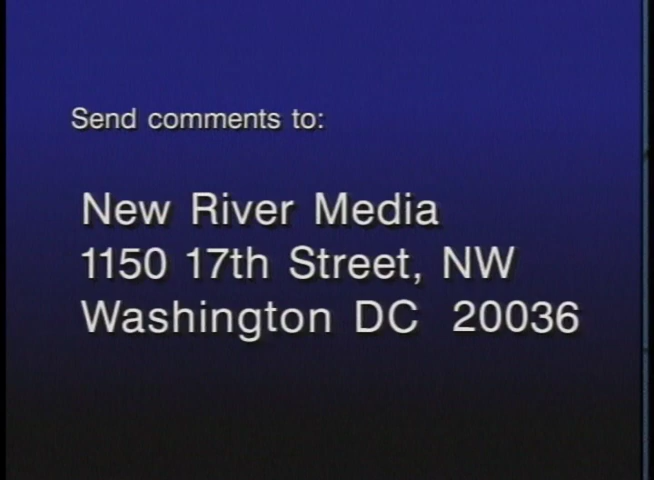 Send comments to:
New River Media
1150 17th Street, NW
Washington DC 20036